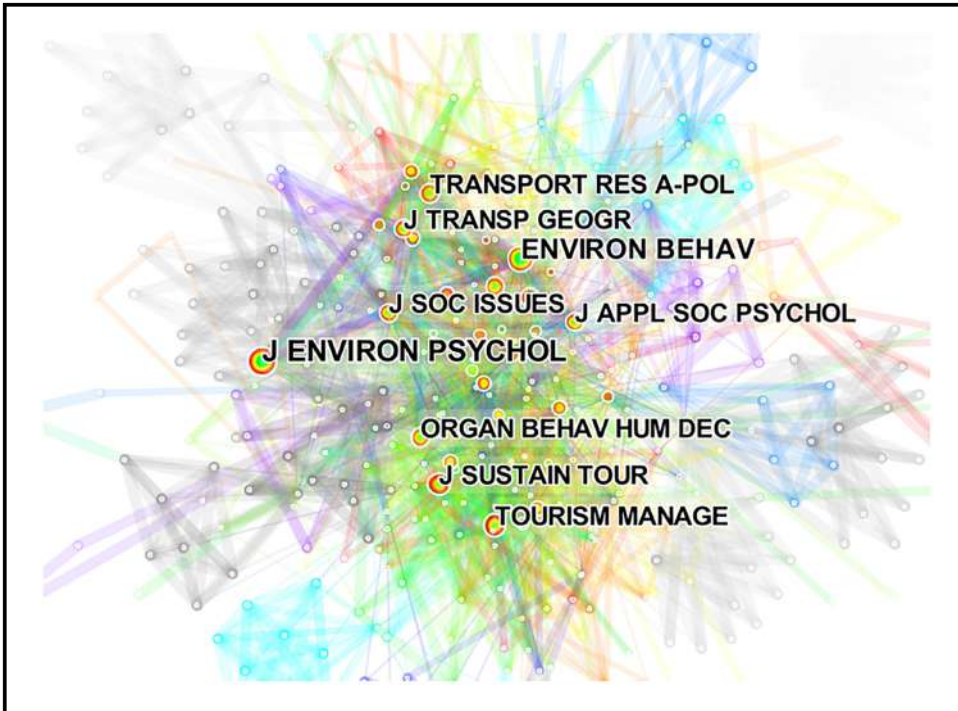 TRANSPORT RES A-POL
J TRANSP GEOGR
ENVIRON BEHAV
J SOC ISSUES
J APPL SOC PSYCHOL
J ENVIRON PSYCHOL
ORGAN BEHAV HUM DEC
J SUSTAIN TOUR
TOURISM MANAGE